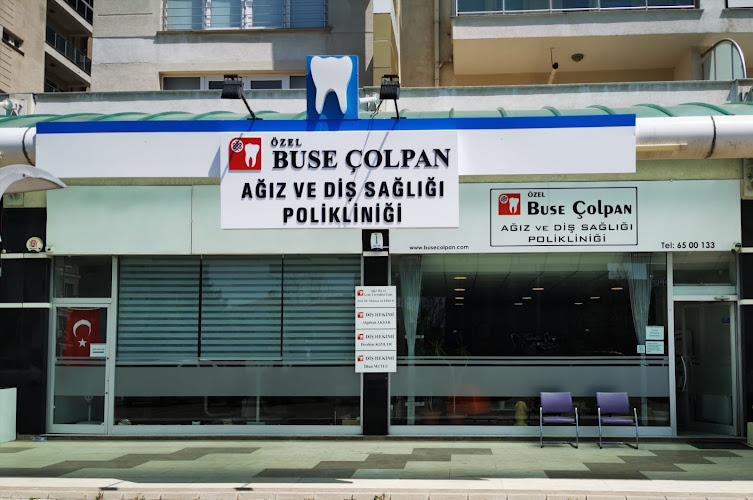 ÖZEL
BUSE ÇOLPAN
AĞIZ VE DİŞ SAĞLIĞI
POLİKLİNİĞİ
ÖZEL
BUSE ÇOLPAN
AĞIZ VE DİŞ SAĞLIĞI
POLİKLİNİĞİ
www.busecolpan.com
Tel: 65 00 133
DİŞ HEKİMİ
DİŞ HEKİMİ
DİŞ HEKİMİ